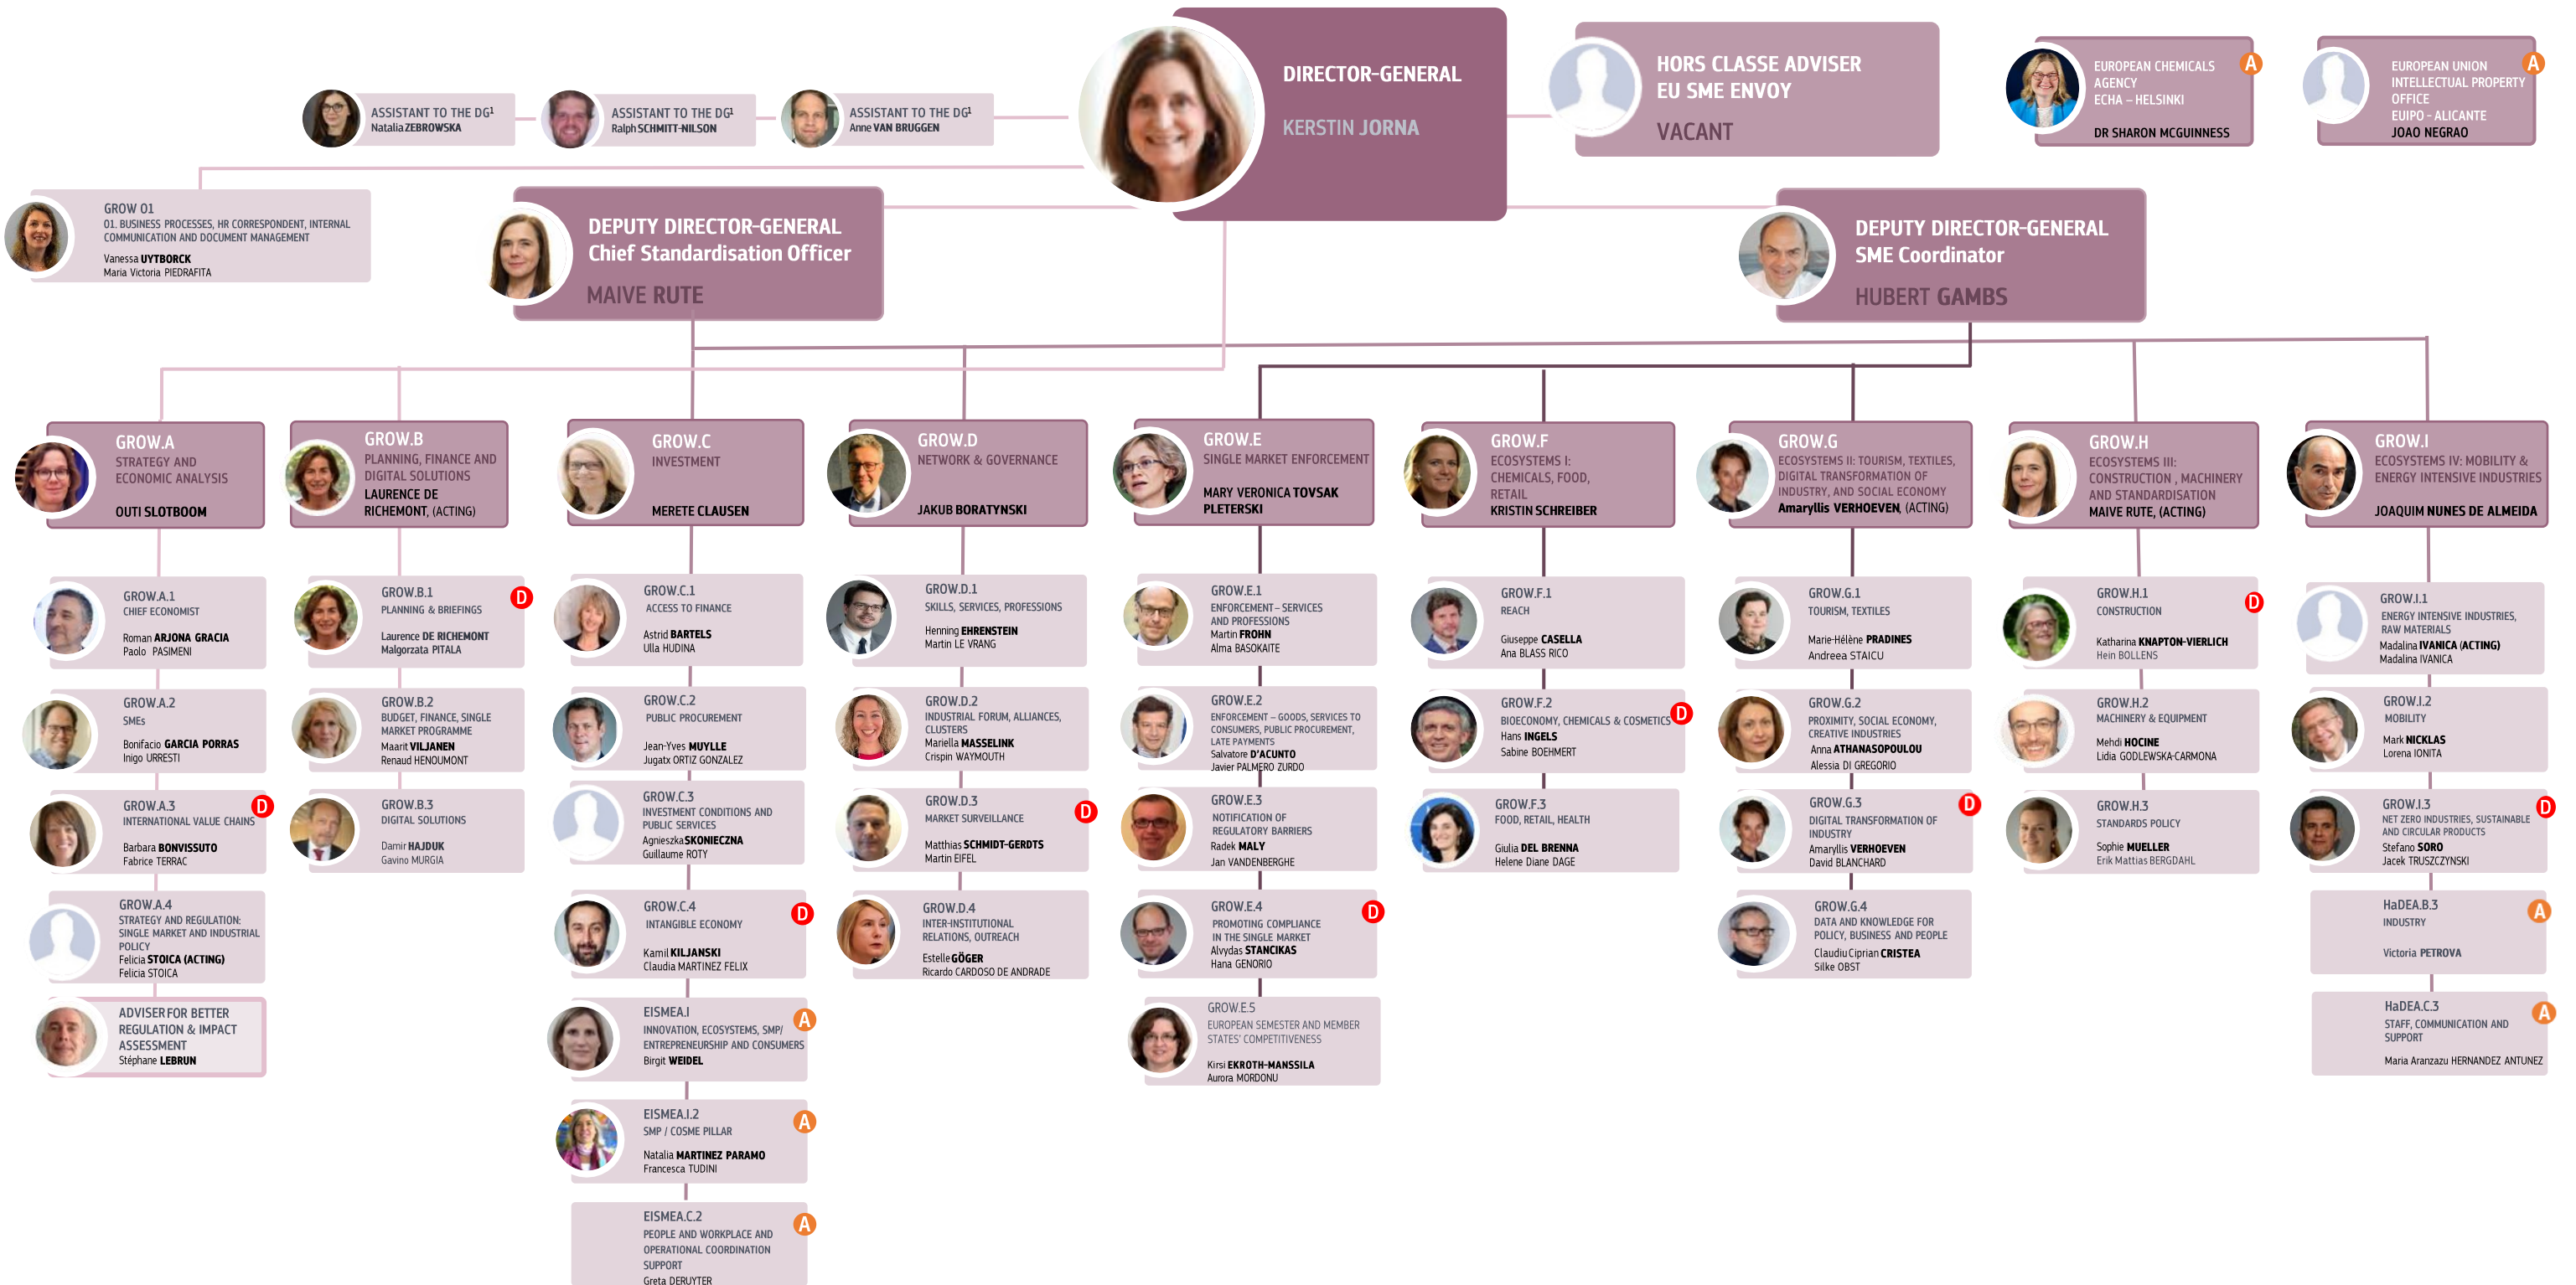 DIRECTOR-GENERAL
KERSTIN JORNA
HORS CLASSE ADVISER
EU SME ENVOY
VACANT
EUROPEAN CHEMICALS
AGENCY
ECHA – HELSINKI
DR SHARON MCGUINNESS
A
EUROPEAN UNION
INTELLECTUAL PROPERTY
OFFICE
EUIPO - ALICANTE
JOAO NEGRAO
A
ASSISTANT TO THE DG¹
Natalia ZEBROWSKA
ASSISTANT TO THE DG¹
Ralph SCHMITT-NILSON
ASSISTANT TO THE DG¹
Anne VAN BRUGGEN
GROW 01
01. BUSINESS PROCESSES, HR CORRESPONDENT, INTERNAL
COMMUNICATION AND DOCUMENT MANAGEMENT
Vanessa UYTBORCK
Maria Victoria PIEDRAFITA
DEPUTY DIRECTOR-GENERAL
Chief Standardisation Officer
MAIVE RUTE
DEPUTY DIRECTOR-GENERAL
SME Coordinator
HUBERT GAMBS
GROW.A
STRATEGY AND
ECONOMIC ANALYSIS
OUTI SLOTBOOM
GROW.B
PLANNING, FINANCE AND
DIGITAL SOLUTIONS
LAURENCE DE
RICHEMONT, (ACTING)
GROW.C
INVESTMENT
MERETE CLAUSEN
GROW.D
NETWORK & GOVERNANCE
JAKUB BORATYNSKI
GROW.E
SINGLE MARKET ENFORCEMENT
MARY VERONICA TOVSAK
PLETERSKI
GROW.F
ECOSYSTEMS I:
CHEMICALS, FOOD,
RETAIL
KRISTIN SCHREIBER
GROW.G
ECOSYSTEMS II: TOURISM, TEXTILES,
DIGITAL TRANSFORMATION OF
INDUSTRY, AND SOCIAL ECONOMY
Amaryllis VERHOEVEN, (ACTING)
GROW.H
ECOSYSTEMS III:
CONSTRUCTION , MACHINERY
AND STANDARDISATION
MAIVE RUTE, (ACTING)
GROW.I
ECOSYSTEMS IV: MOBILITY &
ENERGY INTENSIVE INDUSTRIES
JOAQUIM NUNES DE ALMEIDA
GROW.A.1
CHIEF ECONOMIST
Roman ARJONA GRACIA
Paolo PASIMENI
GROW.A.2
SMEs
Bonifacio GARCIA PORRAS
Inigo URRESTI
GROW.A.3
INTERNATIONAL VALUE CHAINS
Barbara BONVISSUTO
Fabrice TERRAC
D
GROW.A.4
STRATEGY AND REGULATION:
SINGLE MARKET AND INDUSTRIAL
POLICY
Felicia STOICA (ACTING)
Felicia STOICA
ADVISER FOR BETTER
REGULATION & IMPACT
ASSESSMENT
Stéphane LEBRUN
GROW.B.1
PLANNING & BRIEFINGS
Laurence DE RICHEMONT
Malgorzata PITALA
D
GROW.B.2
BUDGET, FINANCE, SINGLE
MARKET PROGRAMME
Maarit VILJANEN
Renaud HENOUMONT
GROW.B.3
DIGITAL SOLUTIONS
Damir HAJDUK
Gavino MURGIA
GROW.C.1
ACCESS TO FINANCE
Astrid BARTELS
Ulla HUDINA
GROW.C.2
PUBLIC PROCUREMENT
Jean-Yves MUYLLE
Jugatx ORTIZ GONZALEZ
GROW.C.3
INVESTMENT CONDITIONS AND
PUBLIC SERVICES
Agnieszka SKONIECZNA
Guillaume ROTY
GROW.C.4
INTANGIBLE ECONOMY
Kamil KILJANSKI
Claudia MARTINEZ FELIX
D
EISMEA.I
INNOVATION, ECOSYSTEMS, SMP/
ENTREPRENEURSHIP AND CONSUMERS
Birgit WEIDEL
A
EISMEA.I.2
SMP / COSME PILLAR
Natalia MARTINEZ PARAMO
Francesca TUDINI
A
EISMEA.C.2
PEOPLE AND WORKPLACE AND
OPERATIONAL COORDINATION
SUPPORT
Greta DERUYTER
A
GROW.D.1
SKILLS, SERVICES, PROFESSIONS
Henning EHRENSTEIN
Martin LE VRANG
GROW.D.2
INDUSTRIAL FORUM, ALLIANCES,
CLUSTERS
Mariella MASSELINK
Crispin WAYMOUTH
GROW.D.3
MARKET SURVEILLANCE
Matthias SCHMIDT-GERDTS
Martin EIFEL
D
GROW.D.4
INTER-INSTITUTIONAL
RELATIONS, OUTREACH
Estelle GÖGER
Ricardo CARDOSO DE ANDRADE
GROW.E.1
ENFORCEMENT– SERVICES
AND PROFESSIONS
Martin FROHN
Alma BASOKAITE
GROW.E.2
ENFORCEMENT – GOODS, SERVICES TO
CONSUMERS, PUBLIC PROCUREMENT,
LATE PAYMENTS
Salvatore D'ACUNTO
Javier PALMERO ZURDO
GROW.E.3
NOTIFICATION OF
REGULATORY BARRIERS
Radek MALY
Jan VANDENBERGHE
GROW.E.4
PROMOTING COMPLIANCE
IN THE SINGLE MARKET
Alvydas STANCIKAS
Hana GENORIO
D
GROW.E.5
EUROPEAN SEMESTER AND MEMBER
STATES' COMPETITIVENESS
Kirsi EKROTH-MANSSILA
Aurora MORDONU
GROW.F.1
REACH
Giuseppe CASELLA
Ana BLASS RICO
GROW.F.2
BIOECONOMY, CHEMICALS & COSMETICS
Hans INGELS
Sabine BOEHMERT
D
GROW.F.3
FOOD, RETAIL, HEALTH
Giulia DEL BRENNA
Helene Diane DAGE
GROW.G.1
TOURISM, TEXTILES
Marie-Hélène PRADINES
Andreea STAICU
GROW.G.2
PROXIMITY, SOCIAL ECONOMY,
CREATIVE INDUSTRIES
Anna ATHANASOPOULOU
Alessia DI GREGORIO
GROW.G.3
DIGITAL TRANSFORMATION OF
INDUSTRY
Amaryllis VERHOEVEN
David BLANCHARD
D
GROW.G.4
DATA AND KNOWLEDGE FOR
POLICY, BUSINESS AND PEOPLE
Claudiu Ciprian CRISTEA
Silke OBST
GROW.H.1
CONSTRUCTION
Katharina KNAPTON-VIERLICH
Hein BOLLENS
D
GROW.H.2
MACHINERY & EQUIPMENT
Mehdi HOCINE
Lidia GODLEWSKA-CARMONA
GROW.H.3
STANDARDS POLICY
Sophie MUELLER
Erik Mattias BERGDAHL
GROW.I.1
ENERGY INTENSIVE INDUSTRIES,
RAW MATERIALS
Madalina IVANICA (ACTING)
Madalina IVANICA
GROW.I.2
MOBILITY
Mark NICKLAS
Lorena IONITA
GROW.I.3
NET ZERO INDUSTRIES, SUSTAINABLE
AND CIRCULAR PRODUCTS
Stefano SORO
Jacek TRUSZCZYNSKI
D
HaDEA.B.3
INDUSTRY
Victoria PETROVA
A
HaDEA.C.3
STAFF, COMMUNICATION AND
SUPPORT
Maria Aranzazu HERNANDEZ ANTUNEZ
A